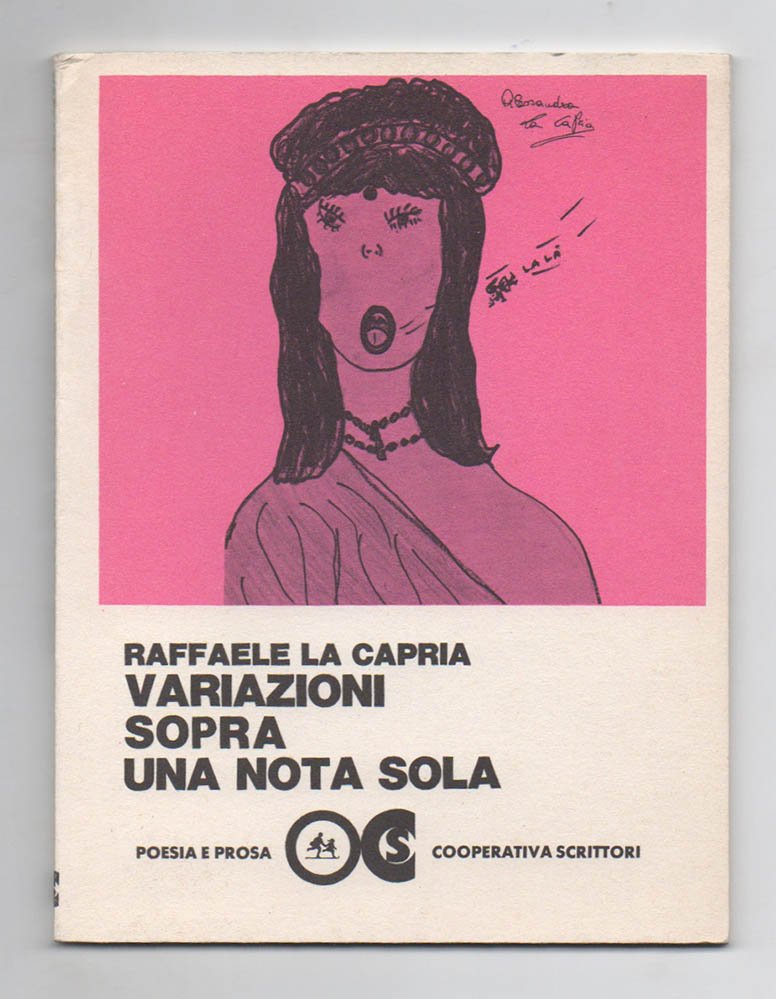 Alessandra
La Capria
LA LÀ
RAFFAELE LA CAPRIA
VARIAZIONI
SOPRA
UNA NOTA SOLA
POESIA E PROSA
CS
COOPERATIVA SCRITTORI